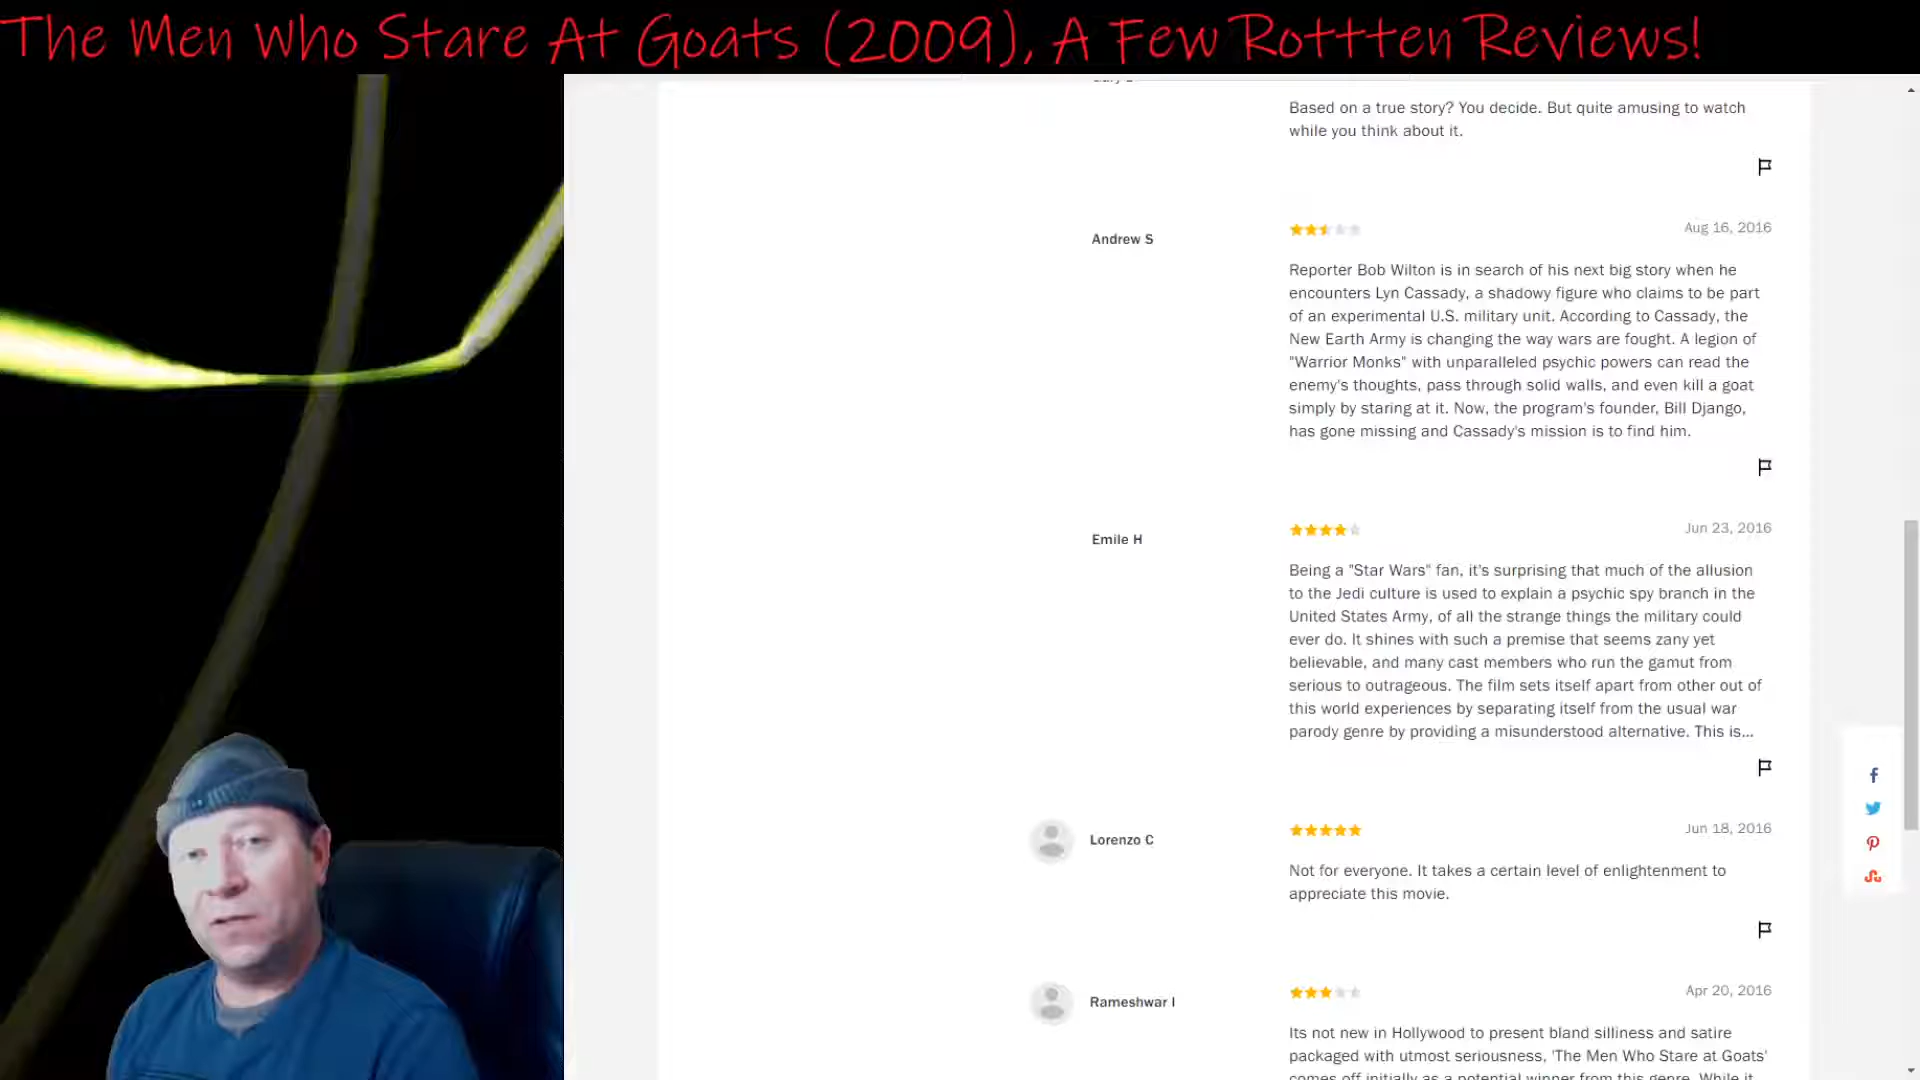 The Men Who Stare At Goats (2009), A Few Rottten Reviews!
Based on a true story? You decide. But quite amusing to watch
while you think about it.
Andrew S
Aug 16, 2016
Reporter Bob Wilton is in search of his next big story when he
encounters Lyn Cassady, a shadowy figure who claims to be part
of an experimental U.S. military unit. According to Cassady, the
New Earth Army is changing the way wars are fought. A legion of
"Warrior Monks" with unparalleled psychic powers can read the
enemy's thoughts, pass through solid walls, and even kill a goat
simply by staring at it. Now, the program's founder, Bill Django,
has gone missing and Cassady's mission is to find him.
Emile H
Jun 23, 2016
Being a "Star Wars" fan, it's surprising that much of the allusion
to the Jedi culture is used to explain a psychic spy branch in the
United States Army, of all the strange things the military could
ever do. It shines with such a premise that seems zany yet
believable, and many cast members who run the gamut from
serious to outrageous. The film sets itself apart from other out of
this world experiences by separating itself from the usual war
parody genre by providing a misunderstood alternative. This is...
Lorenzo C
Jun 18, 2016
Not for everyone. It takes a certain level of enlightenment to
appreciate this movie.
Rameshwar I
Apr 20, 2016
Its not new in Hollywood to present bland silliness and satire
packaged with utmost seriousness, 'The Men Who Stare at Goats'
comes off initially as a potential winner from this genre. While it